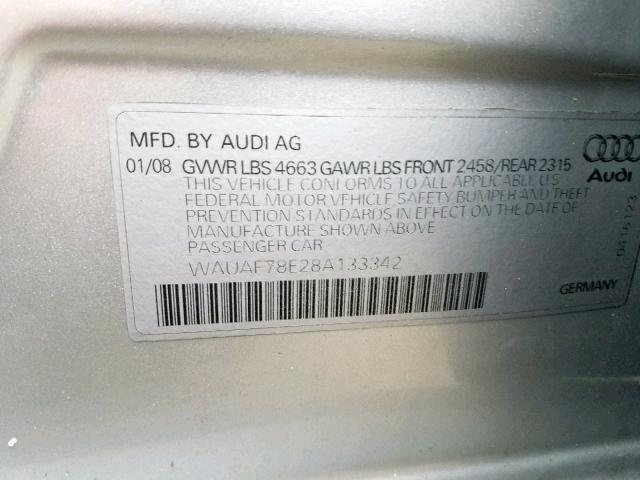 MFD. BY AUDI AG
01/08 GVWR LBS 4663 GAWR LBS FRONT 2458/REAR 2315
THIS VEHICLE CONFORMS TO ALL APPLICABLE US
FEDERAL MOTOR VEHICLE SAFETY BUMPER AND THEFT
PREVENTION STANDARDS IN EFFECT ON THE DATE OF
MANUFACTURE SHOWN ABOVE
PASSENGER CAR
WAUAF78E28A133342
Audi
0416123
GERMANY